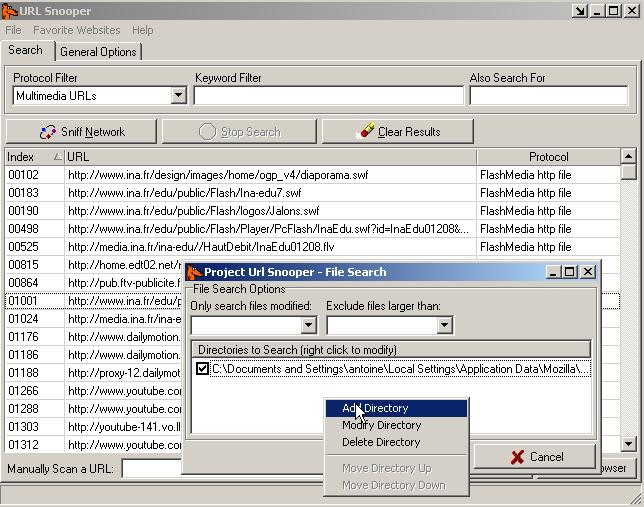 URL Snooper
File Favorite Websites Help
Search General Options
Protocol Filter Keyword Filter Also Search For
Multimedia URLs
Sniff Network Stop Search Clear Results
Index URL Protocol
00102 http://www.ina.fr/design/images/home/ogp_v4/diaporama.swf FlashMedia http file
00183 http://www.ina.fr/edu/public/Flash/Ina-edu7.swf FlashMedia http file
00190 http://www.ina.fr/edu/public/Flash/logos/Jalons.swf FlashMedia http file
00498 http://www.ina.fr/edu/public/Flash/Player/PcFlash/InaEdu.swf?id=InaEdu01208&... FlashMedia http file
00525 http://media.ina.fr/ina-edu//HautDebit/InaEdu01208.flv FlashMedia http file
00815 http://home.edt02.net/
00864 http://pub.ftv-publicite.f
01001 http://www.ina.fr/edu/p
01024 http://media.ina.fr/ina-e
01176 http://www.dailymotion.
01186 http://www.dailymotion.
01188 http://proxy-12.dailymot
01266 http://www.youtube.com
01288 http://www.youtube.com
01303 http://youtube-141.vo.ll
01312 http://www.youtube.com
Manually Scan a URL:
Project Url Snooper - File Search
File Search Options
Only search files modified: Exclude files larger than:
Directories to Search (right click to modify)
C:\Documents and Settings\antoine\Local Settings\Application Data\Mozilla\...
Add Directory
Modify Directory
Delete Directory
Move Directory Up
Move Directory Down
Cancel